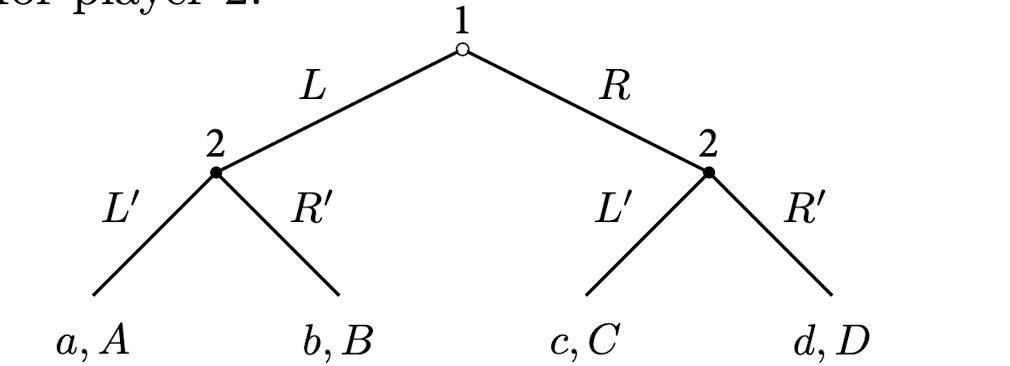 for player 2.
1
L R
2 2
L′ R′ L′ R′
a, A b, B c, C d, D